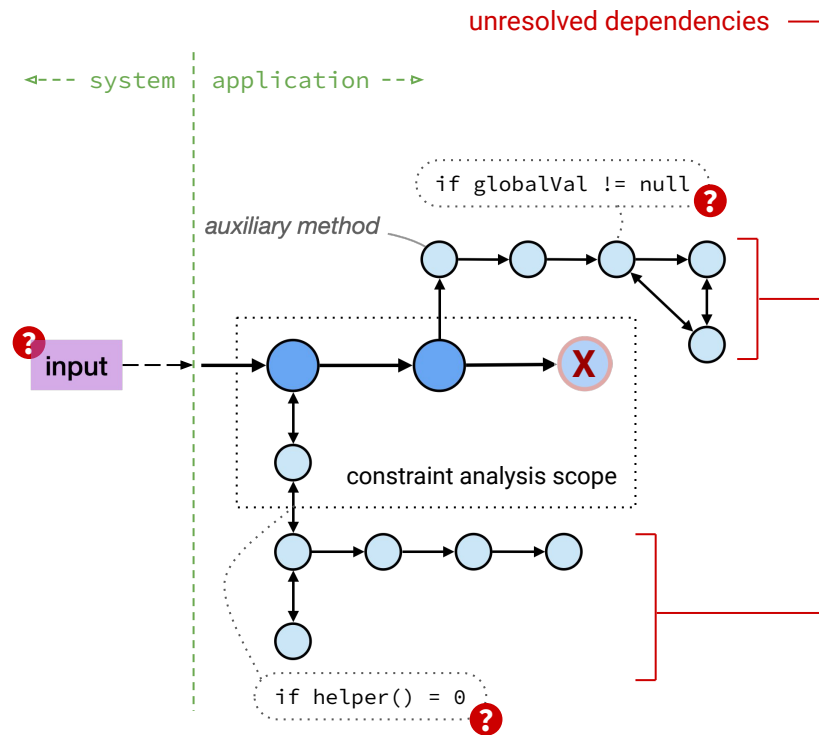 unresolved dependencies
system
application
if globalVal != null
?
auxiliary method
?
input
X
constraint analysis scope
if helper() = 0
?